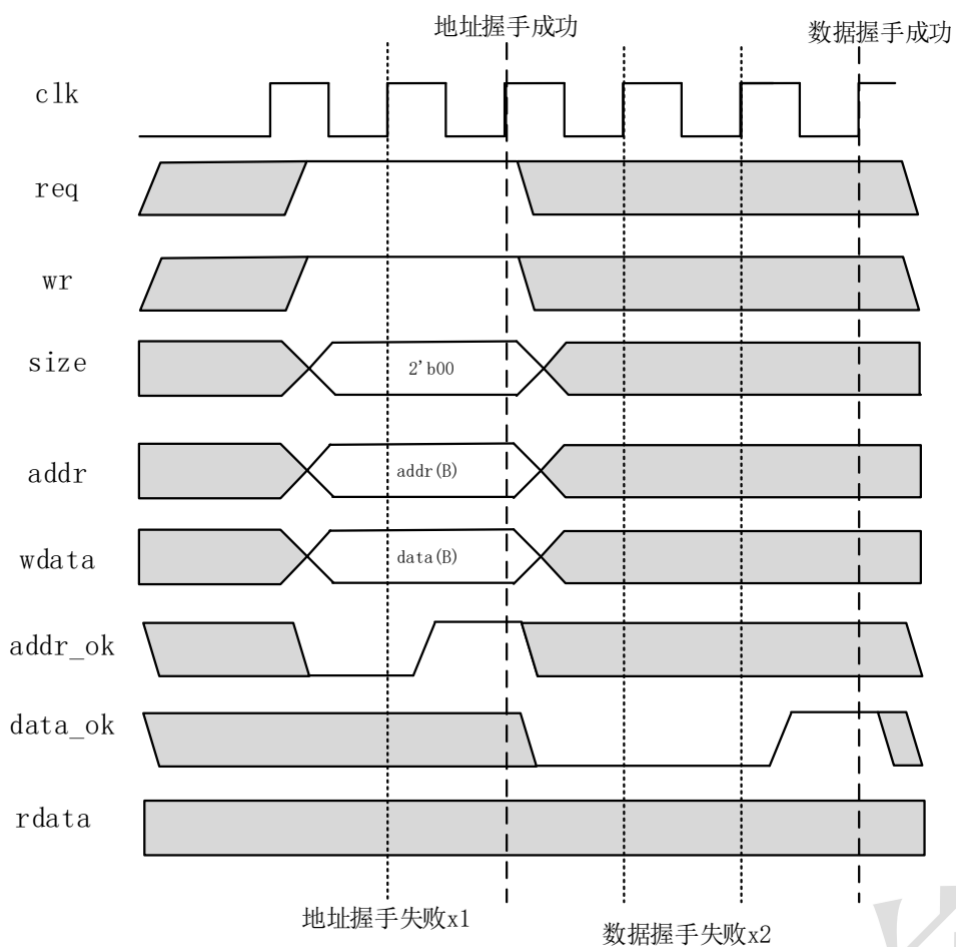 地址握手成功
数据握手成功
clk
req
wr
size
2'b00
addr
addr(B)
wdata
data(B)
addr_ok
data_ok
rdata
地址握手失败x1
数据握手失败x2